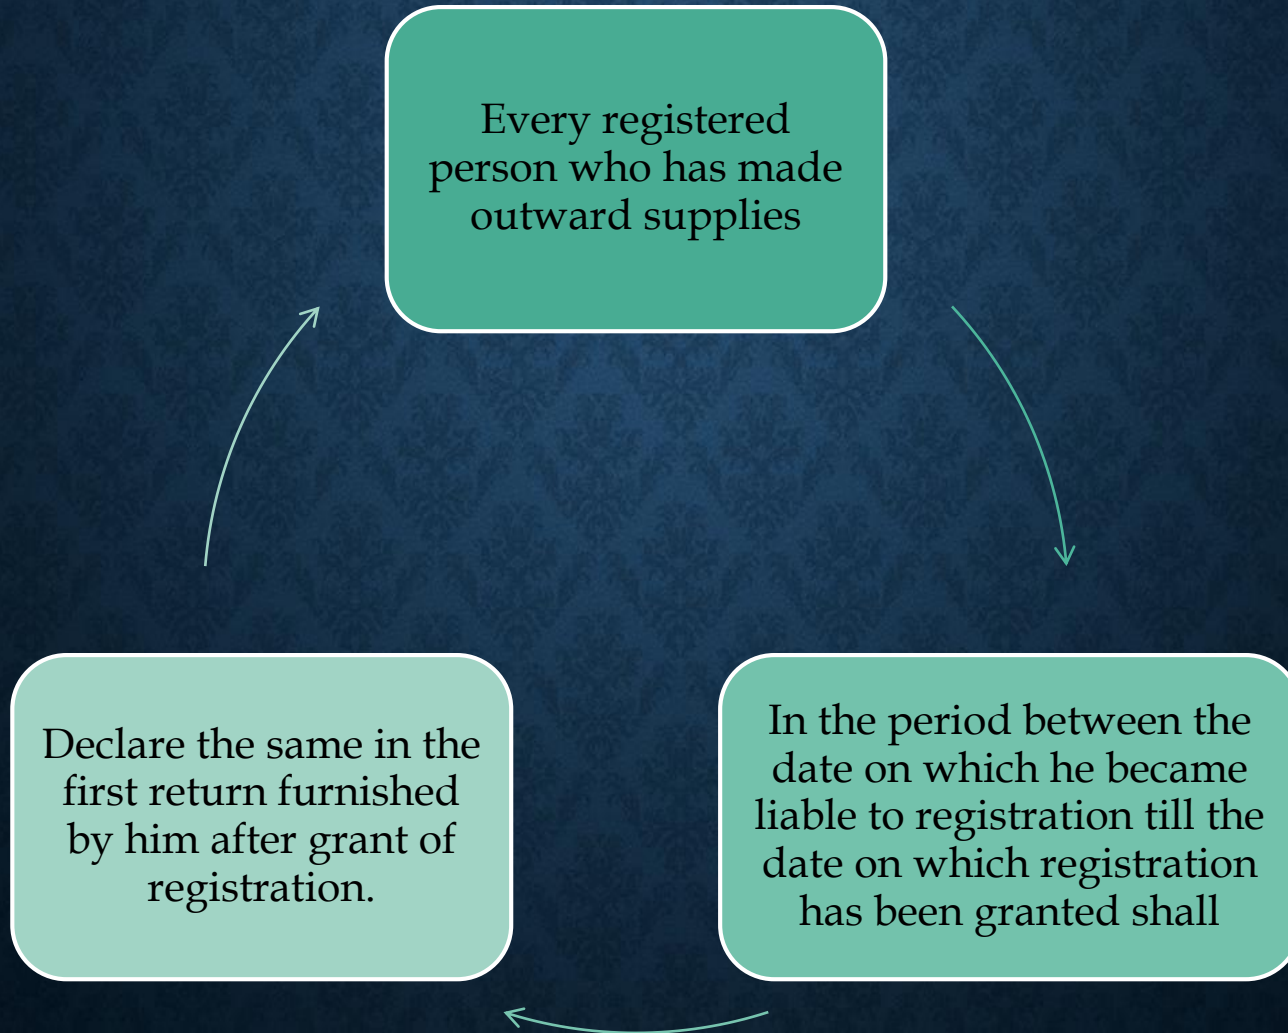 Every registered
person who has made
outward supplies
In the period between the
date on which he became
liable to registration till the
date on which registration
has been granted shall
Declare the same in the
first return furnished
by him after grant of
registration.